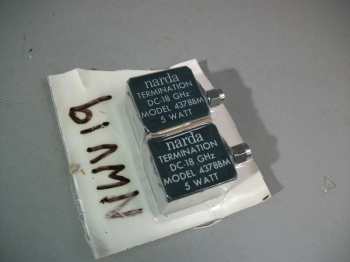 narda
TERMINATION
DC-18 GHz
MODEL 4378BM
5 WATT
narda
TERMINATION
DC-18 GHz
MODEL 4378BM
5 WATT